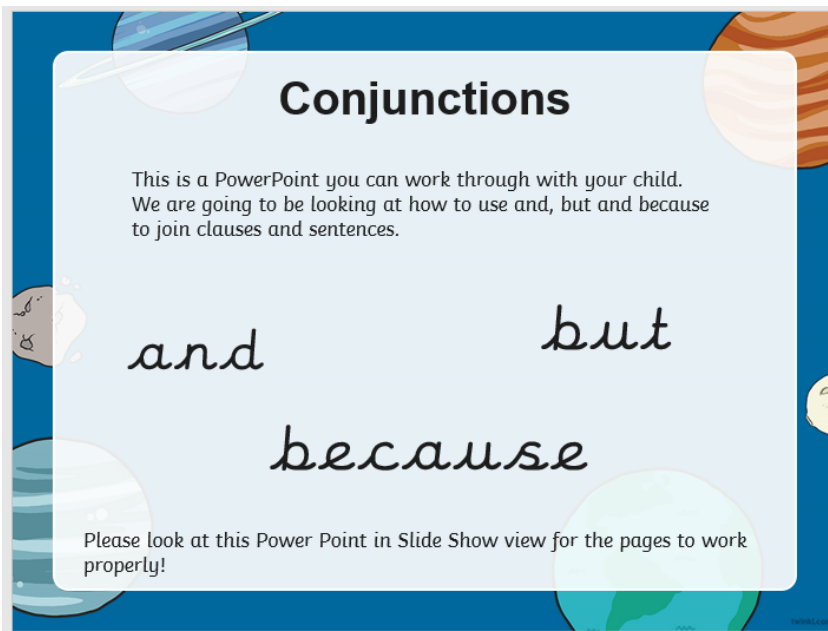 Conjunctions
This is a PowerPoint you can work through with your child.
We are going to be looking at how to use and, but and because
to join clauses and sentences.
but
and
because
Please look at this Power Point in Slide Show view for the pages to work
properly!